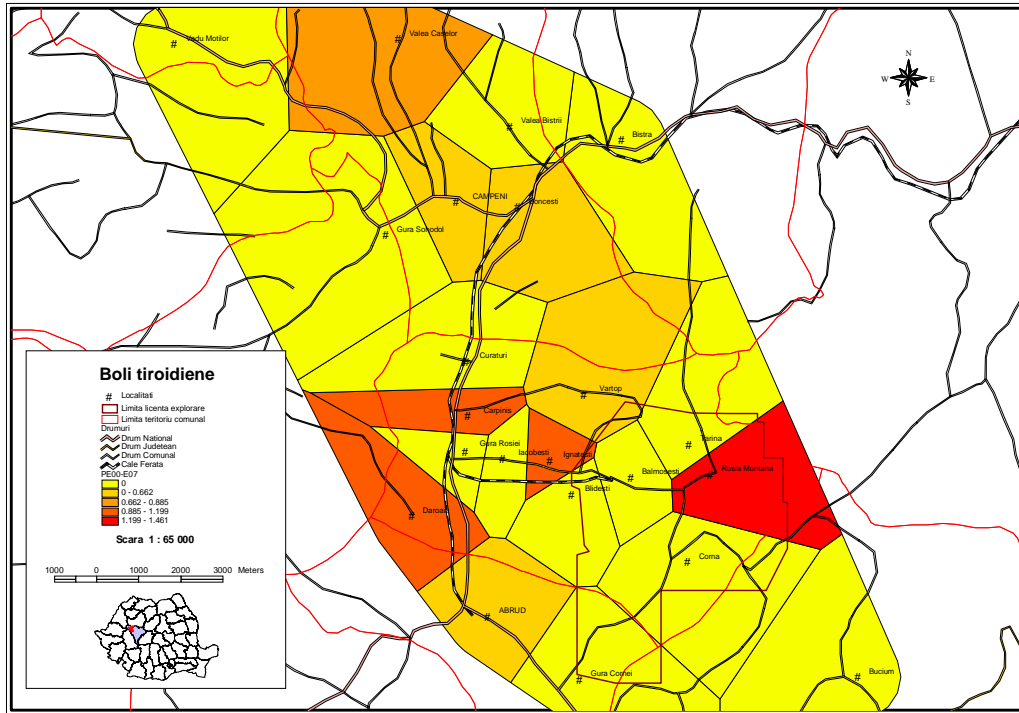 Vadu Motilor
Valea Caselor
N
W
E
S
Valea Bistrii
Bistra
CAMPENI
Boncesti
Gura Sohodol
Curaturi
Vartop
Carpinis
Tarina
Gura Rosiei
Iacobesti
Ignatesti
Balmosesti
Rosia Montana
Blidesti
Daroaia
Corna
ABRUD
Gura Cornei
Bucium
Boli tiroidiene
# Localitati
Limita licenta explorare
Limita teritoriu comunal
Drumuri
Drum National
Drum Judetean
Drum Comunal
Cale Ferata
PE00-E07
0
0 - 0.662
0.662 - 0.885
0.885 - 1.199
1.199 - 1.461
Scara 1 : 65 000
1000 0 1000 2000 3000 Meters